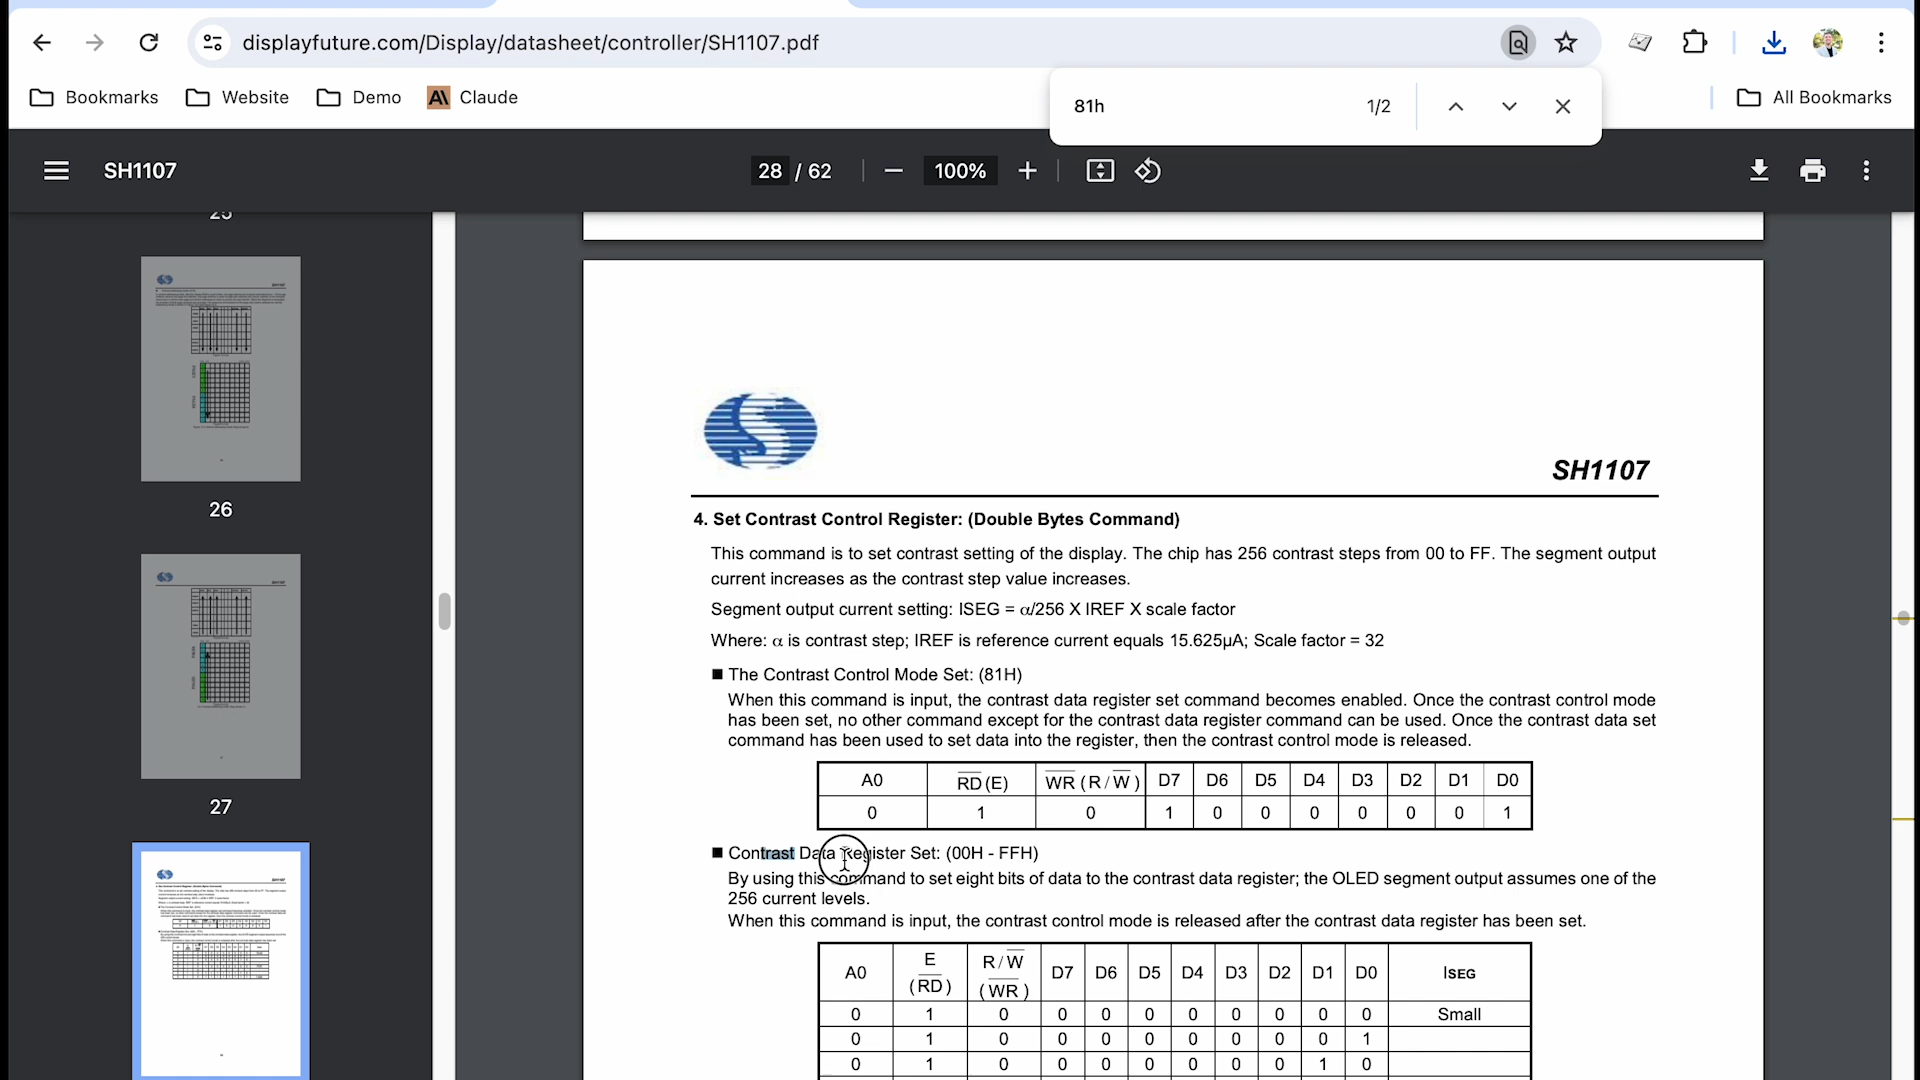 displayfuture.com/Display/datasheet/controller/SH1107.pdf
Bookmarks
Website
Demo
Claude
81h
1/2
All Bookmarks
SH1107
28 / 62
100%
25
26
27
SH1107
4. Set Contrast Control Register: (Double Bytes Command)
This command is to set contrast setting of the display. The chip has 256 contrast steps from 00 to FF. The segment output
current increases as the contrast step value increases.
Segment output current setting: ISEG = α/256 X IREF X scale factor
Where: α is contrast step; IREF is reference current equals 15.625μA; Scale factor = 32
■ The Contrast Control Mode Set: (81H)
When this command is input, the contrast data register set command becomes enabled. Once the contrast control mode
has been set, no other command except for the contrast data register command can be used. Once the contrast data set
command has been used to set data into the register, then the contrast control mode is released.
A0 RD (E) WR (R/W) D7 D6 D5 D4 D3 D2 D1 D0
0 1 0 1 0 0 0 0 0 0 1
■ Contrast Data Register Set: (00H - FFH)
By using this command to set eight bits of data to the contrast data register; the OLED segment output assumes one of the
256 current levels.
When this command is input, the contrast control mode is released after the contrast data register has been set.
A0 E (RD) R/W (WR) D7 D6 D5 D4 D3 D2 D1 D0 ISEG
0 1 0 0 0 0 0 0 0 0 0 Small
0 1 0 0 0 0 0 0 0 0 1
0 1 0 0 0 0 0 0 0 1 0